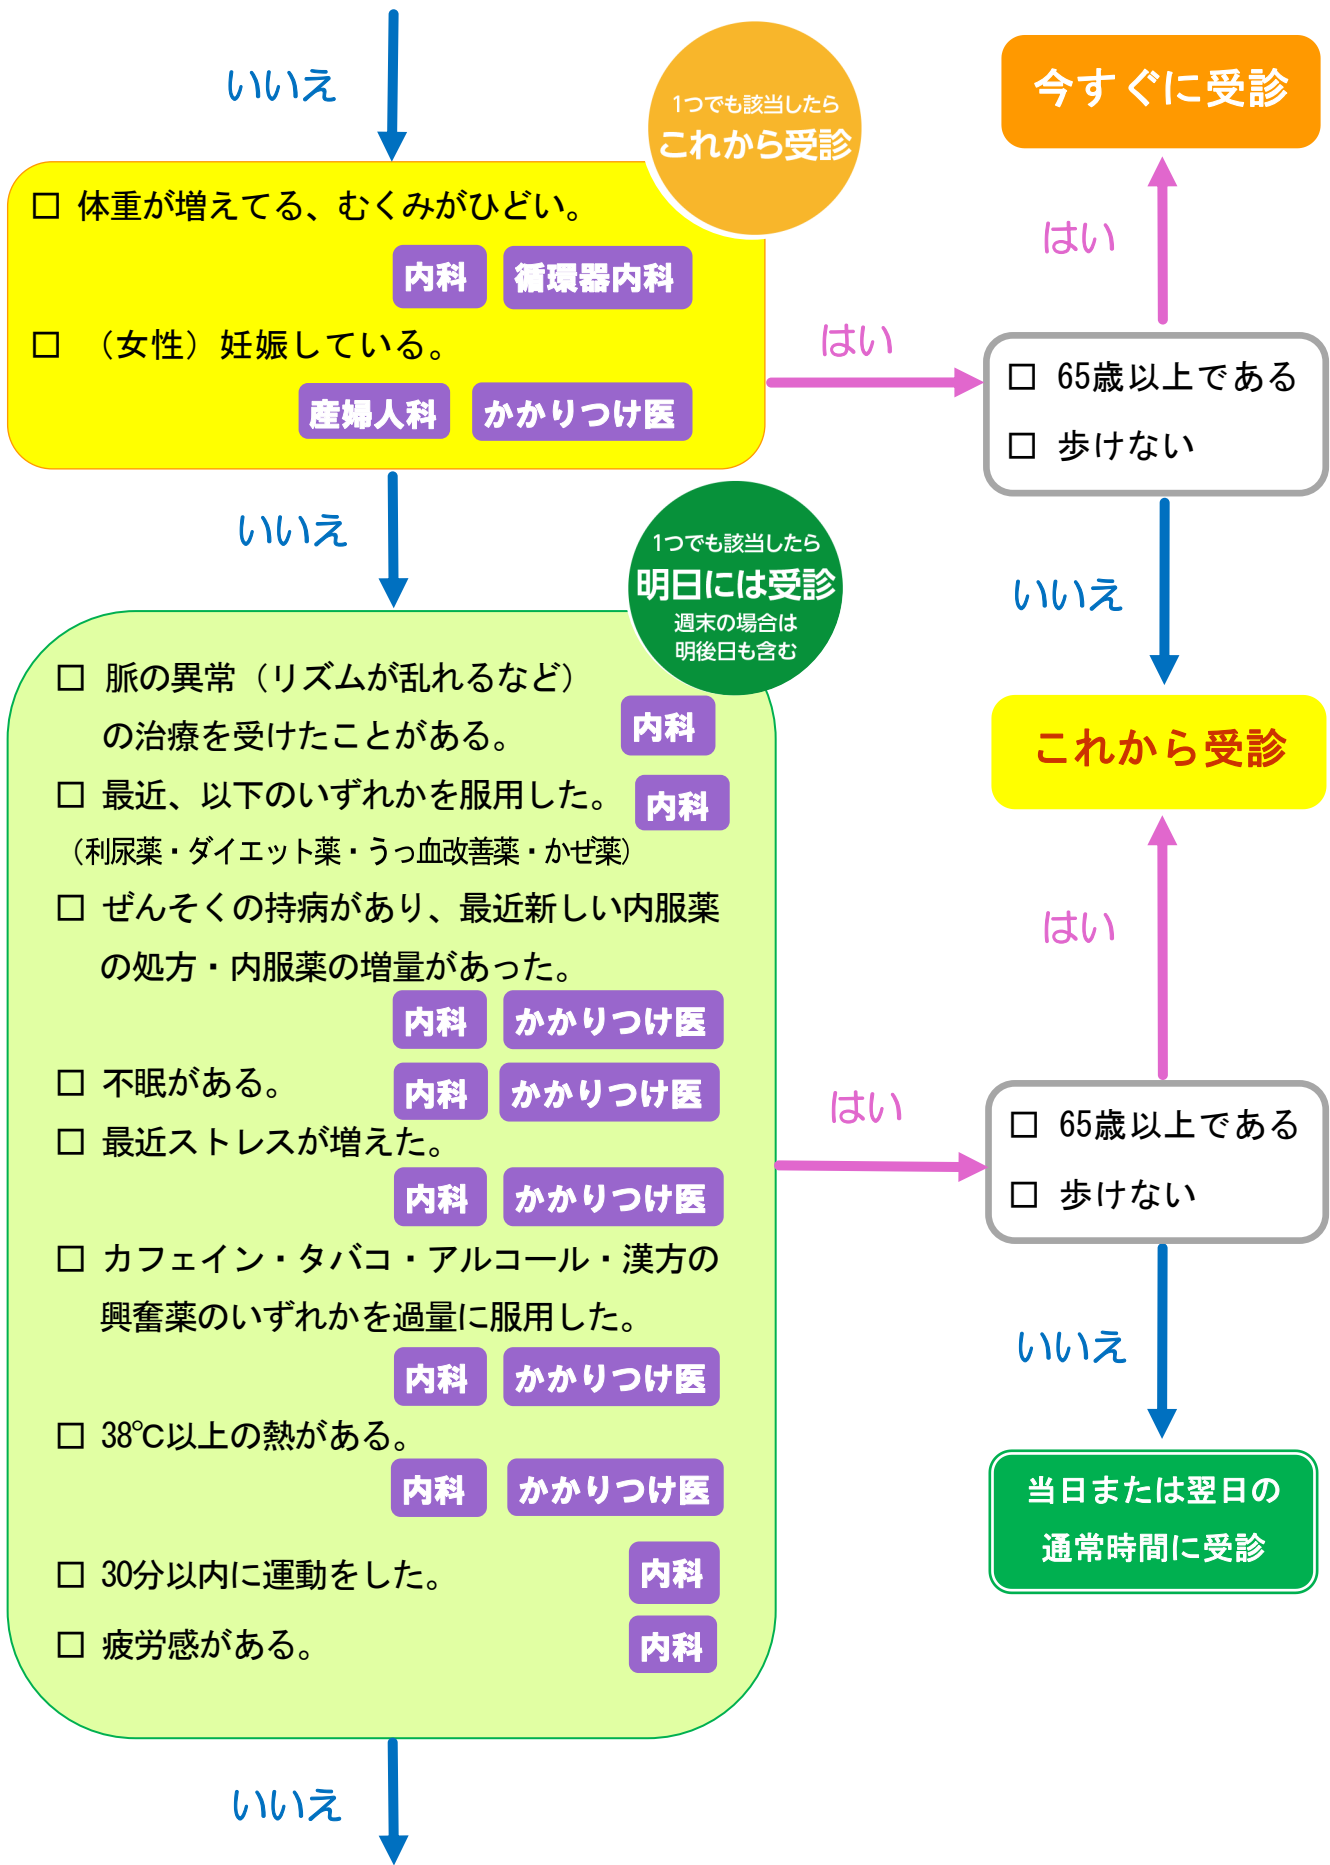 いいえ
1つでも該当したら
これから受診
今すぐに受診
□ 体重が増えてる、むくみがひどい。
内科 循環器内科
はい
□ （女性）妊娠している。
産婦人科 かかりつけ医
はい
□ 65歳以上である
□ 歩けない
いいえ
1つでも該当したら
明日には受診
週末の場合は
明後日も含む
いいえ
□ 脈の異常（リズムが乱れるなど）
の治療を受けたことがある。
内科
これから受診
□ 最近、以下のいずれかを服用した。
内科
（利尿薬・ダイエット薬・うっ血改善薬・かぜ薬）
□ ぜんそくの持病があり、最近新しい内服薬
の処方・内服薬の増量があった。
内科 かかりつけ医
はい
□ 不眠がある。
内科 かかりつけ医
□ 最近ストレスが増えた。
内科 かかりつけ医
はい
□ 65歳以上である
□ 歩けない
□ カフェイン・タバコ・アルコール・漢方の
興奮薬のいずれかを過量に服用した。
内科 かかりつけ医
いいえ
□ 38℃以上の熱がある。
内科 かかりつけ医
当日または翌日の
通常時間に受診
□ 30分以内に運動をした。
内科
□ 疲労感がある。
内科
いいえ